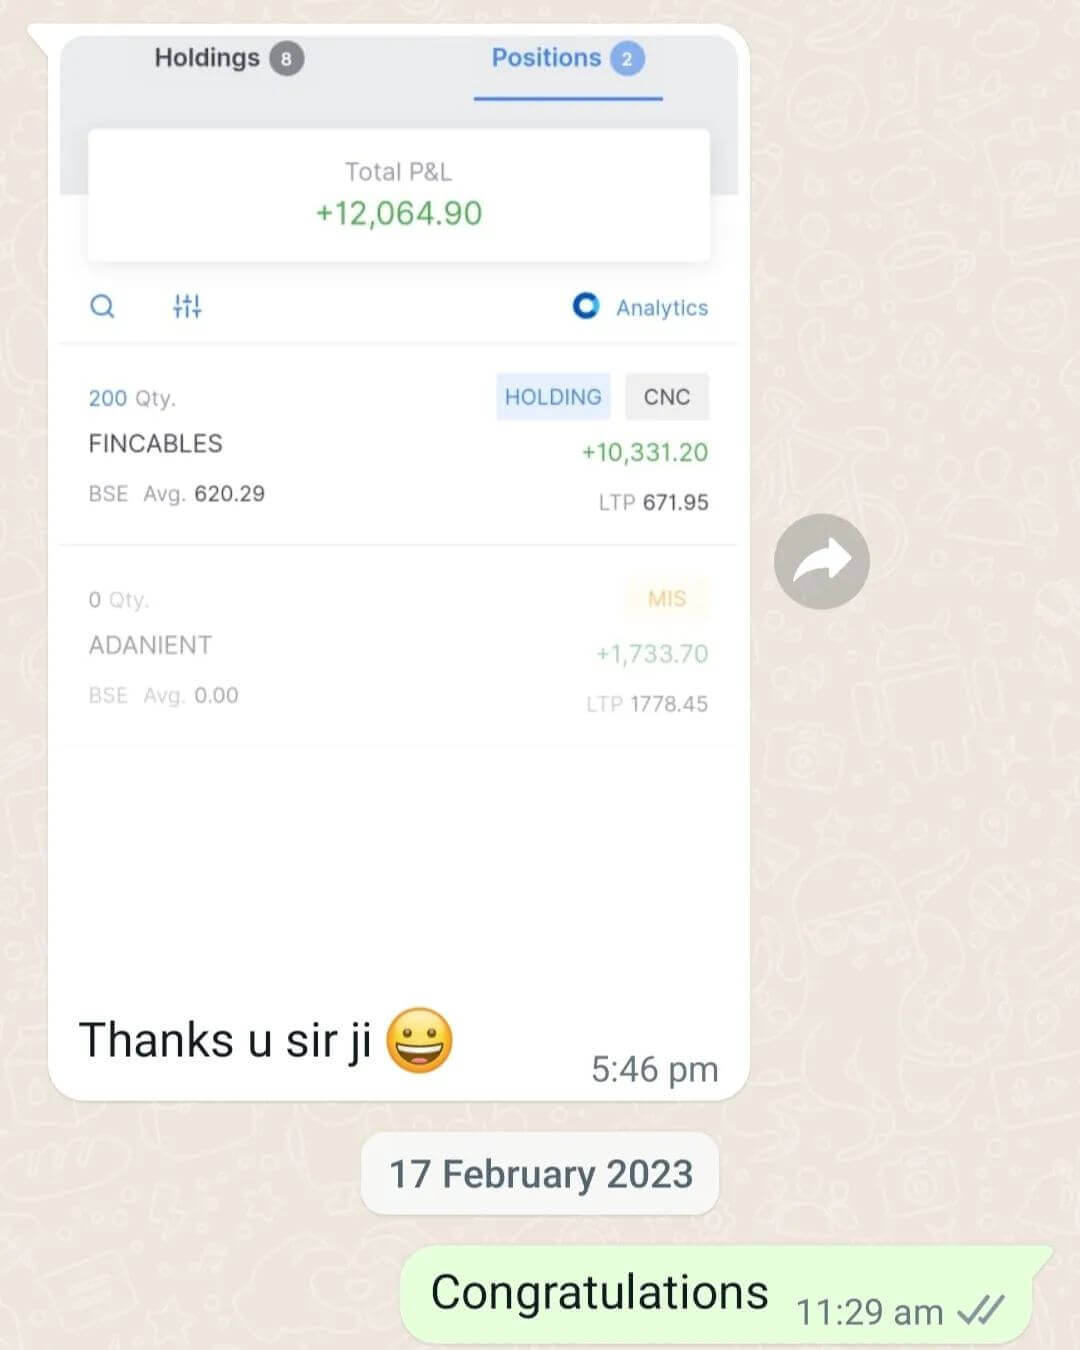 Holdings 8 Positions 2
Total P&L
+12,064.90
Analytics
200 Qty. HOLDING CNC
FINCABLES +10,331.20
BSE Avg. 620.29 LTP 671.95
0 Qty. MIS
ADANIENT +1,733.70
BSE Avg. 0.00 LTP 1778.45
Thanks u sir ji 😀
5:46 pm
17 February 2023
Congratulations 11:29 am